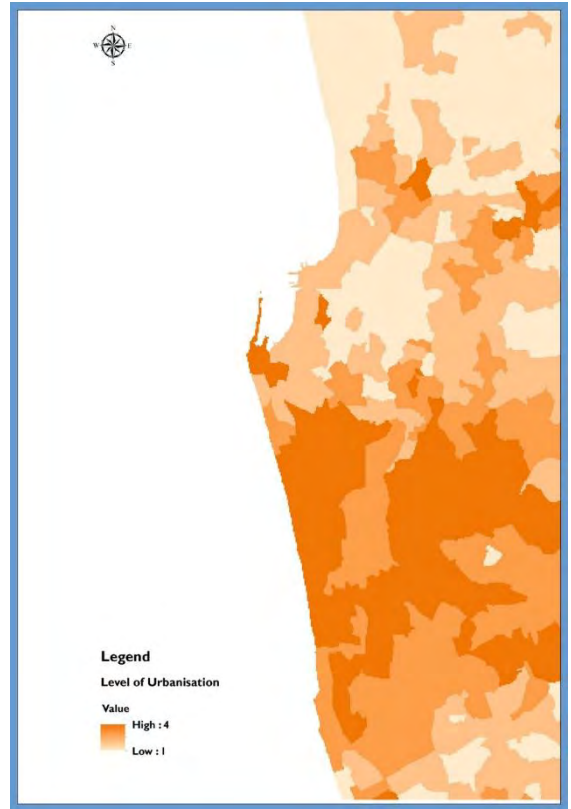 N
W E
S
Legend
Level of Urbanisation
Value
High : 4
Low : 1